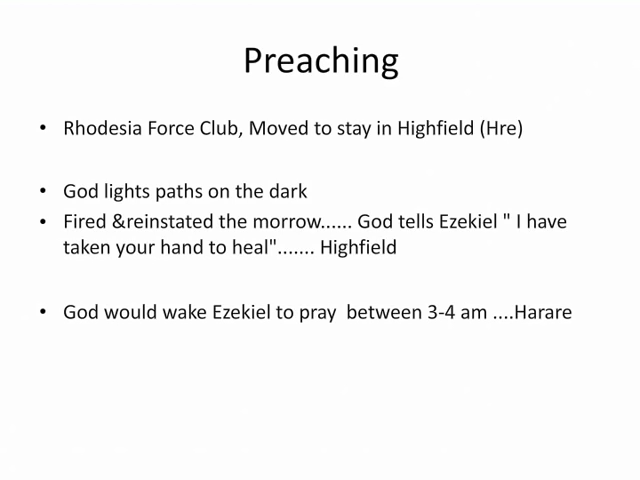 Preaching
• Rhodesia Force Club, Moved to stay in Highfield (Hre)
• God lights paths on the dark
• Fired &reinstated the morrow...... God tells Ezekiel " I have
taken your hand to heal"....... Highfield
• God would wake Ezekiel to pray  between 3-4 am ....Harare